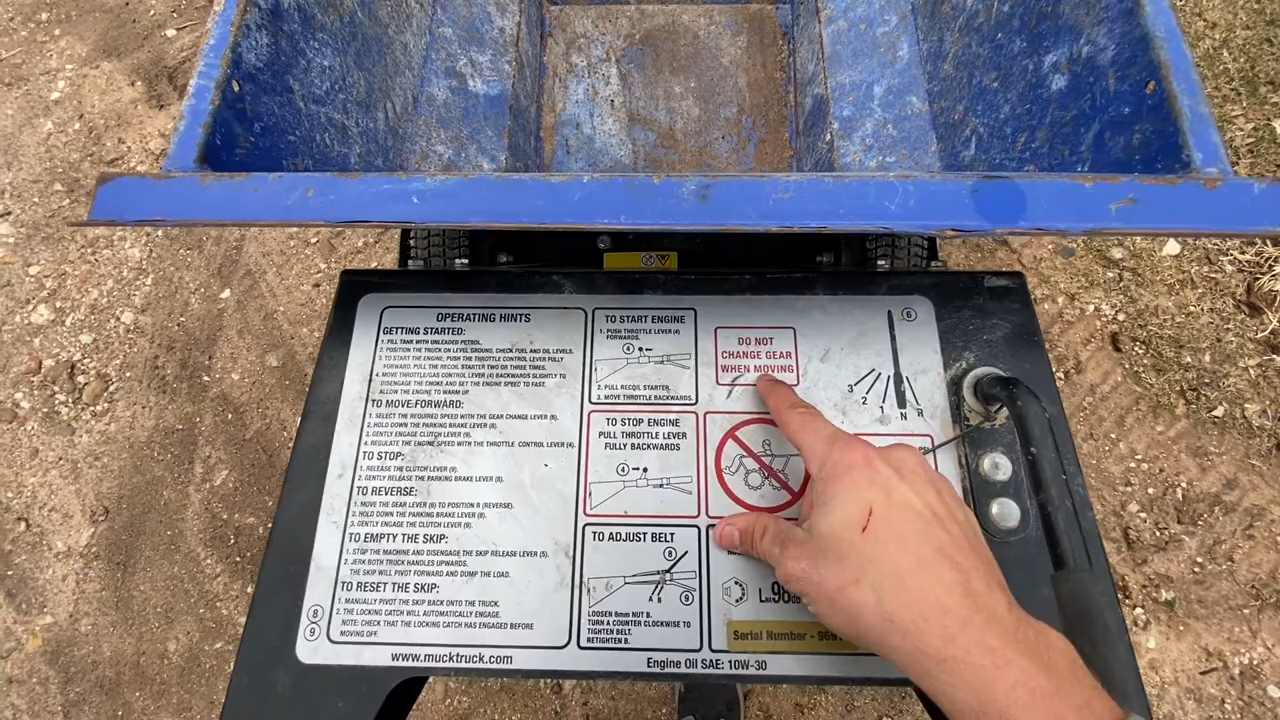 OPERATING HINTS
GETTING STARTED:
1. FILL TANK WITH UNLEADED PETROL.
2. POSITION THE TRUCK ON LEVEL GROUND, CHECK FUEL AND OIL LEVELS.
3. TO START THE ENGINE, PUSH THE THROTTLE CONTROL LEVER FULLY
FORWARD. PULL THE RECOIL STARTER TWO OR THREE TIMES.
4. MOVE THROTTLE/GAS CONTROL LEVER (4) BACKWARDS SLIGHTLY TO
DISENGAGE THE CHOKE AND SET THE ENGINE SPEED TO FAST.
ALLOW THE ENGINE TO WARM UP.
TO MOVE FORWARD:
1. SELECT THE REQUIRED SPEED WITH THE GEAR CHANGE LEVER (6).
2. HOLD DOWN THE PARKING BRAKE LEVER (8).
3. GENTLY ENGAGE CLUTCH LEVER (9).
4. REGULATE THE ENGINE SPEED WITH THE THROTTLE CONTROL LEVER (4).
TO STOP:
1. RELEASE THE CLUTCH LEVER (9).
2. GENTLY RELEASE THE PARKING BRAKE LEVER (8).
TO REVERSE:
1. MOVE THE GEAR LEVER (6) TO POSITION R (REVERSE).
2. HOLD DOWN THE PARKING BRAKE LEVER (8).
3. GENTLY ENGAGE THE CLUTCH LEVER (9).
TO EMPTY THE SKIP:
1. STOP THE MACHINE AND DISENGAGE THE SKIP RELEASE LEVER (5).
2. JERK BOTH TRUCK HANDLES UPWARDS.
THE SKIP WILL PIVOT FORWARD AND DUMP THE LOAD.
TO RESET THE SKIP:
1. MANUALLY PIVOT THE SKIP BACK ONTO THE TRUCK.
2. THE LOCKING CATCH WILL AUTOMATICALLY ENGAGE.
NOTE: CHECK THAT THE LOCKING CATCH HAS ENGAGED BEFORE
MOVING OFF.
8
9
TO START ENGINE
1. PUSH THROTTLE LEVER (4)
FORWARDS.
4
2. PULL RECOIL STARTER.
3. MOVE THROTTLE BACKWARDS.
TO STOP ENGINE
PULL THROTTLE LEVER
FULLY BACKWARDS
4
TO ADJUST BELT
8
A B
9
LOOSEN 8mm NUT B.
TURN A COUNTER CLOCKWISE TO
TIGHTEN BELT.
RETIGHTEN B.
DO NOT
CHANGE GEAR
WHEN MOVING
6
3 2 1 N R
Serial Number - 969
www.mucktruck.com
Engine Oil SAE: 10W-30